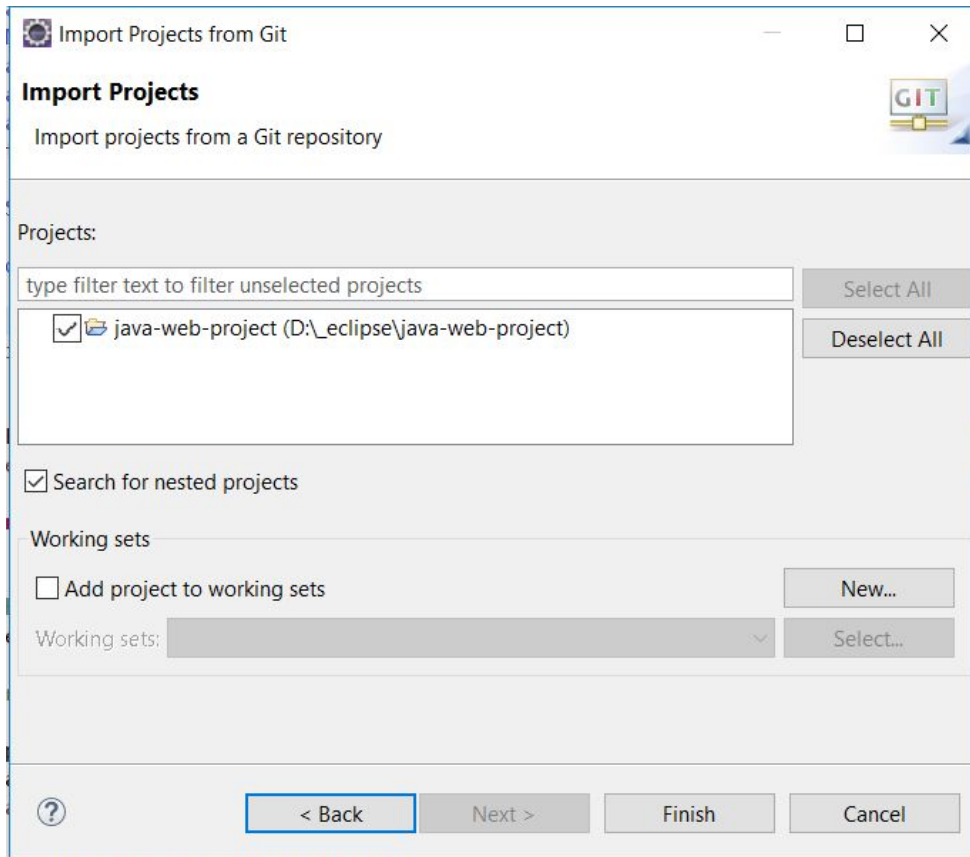 Import Projects from Git
Import Projects
Import projects from a Git repository
GIT
Projects:
type filter text to filter unselected projects
Select All
java-web-project (D:\_eclipse\java-web-project)
Deselect All
Search for nested projects
Working sets
Add project to working sets
New...
Working sets:
Select...
?
< Back
Next >
Finish
Cancel